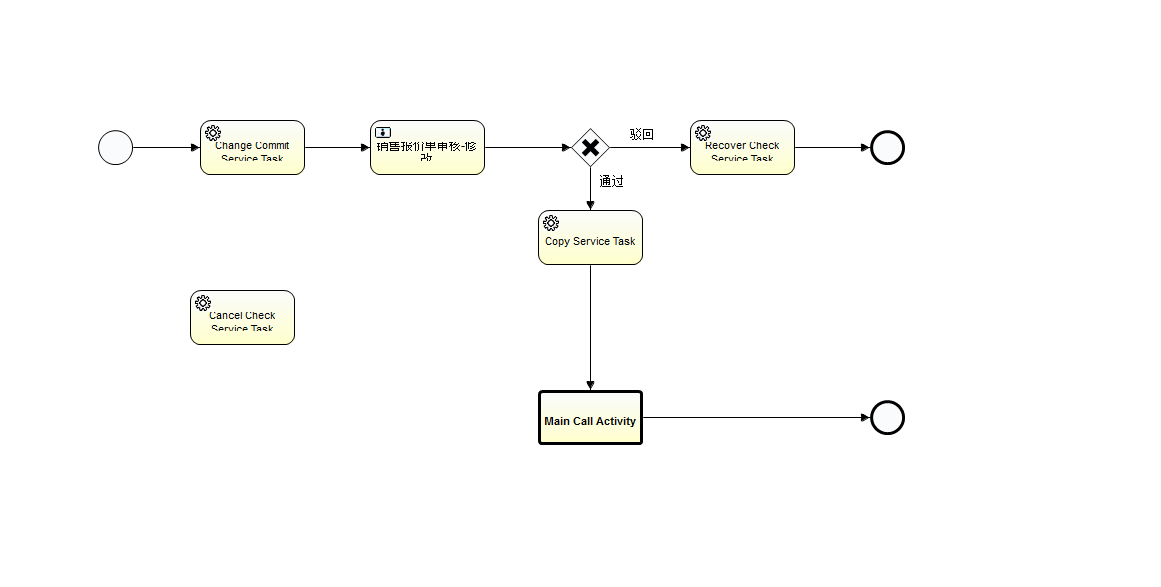 Change Commit
Service Task
销售报价单审核-修
改
驳回
Recover Check
Service Task
通过
Copy Service Task
Cancel Check
Service Task
Main Call Activity